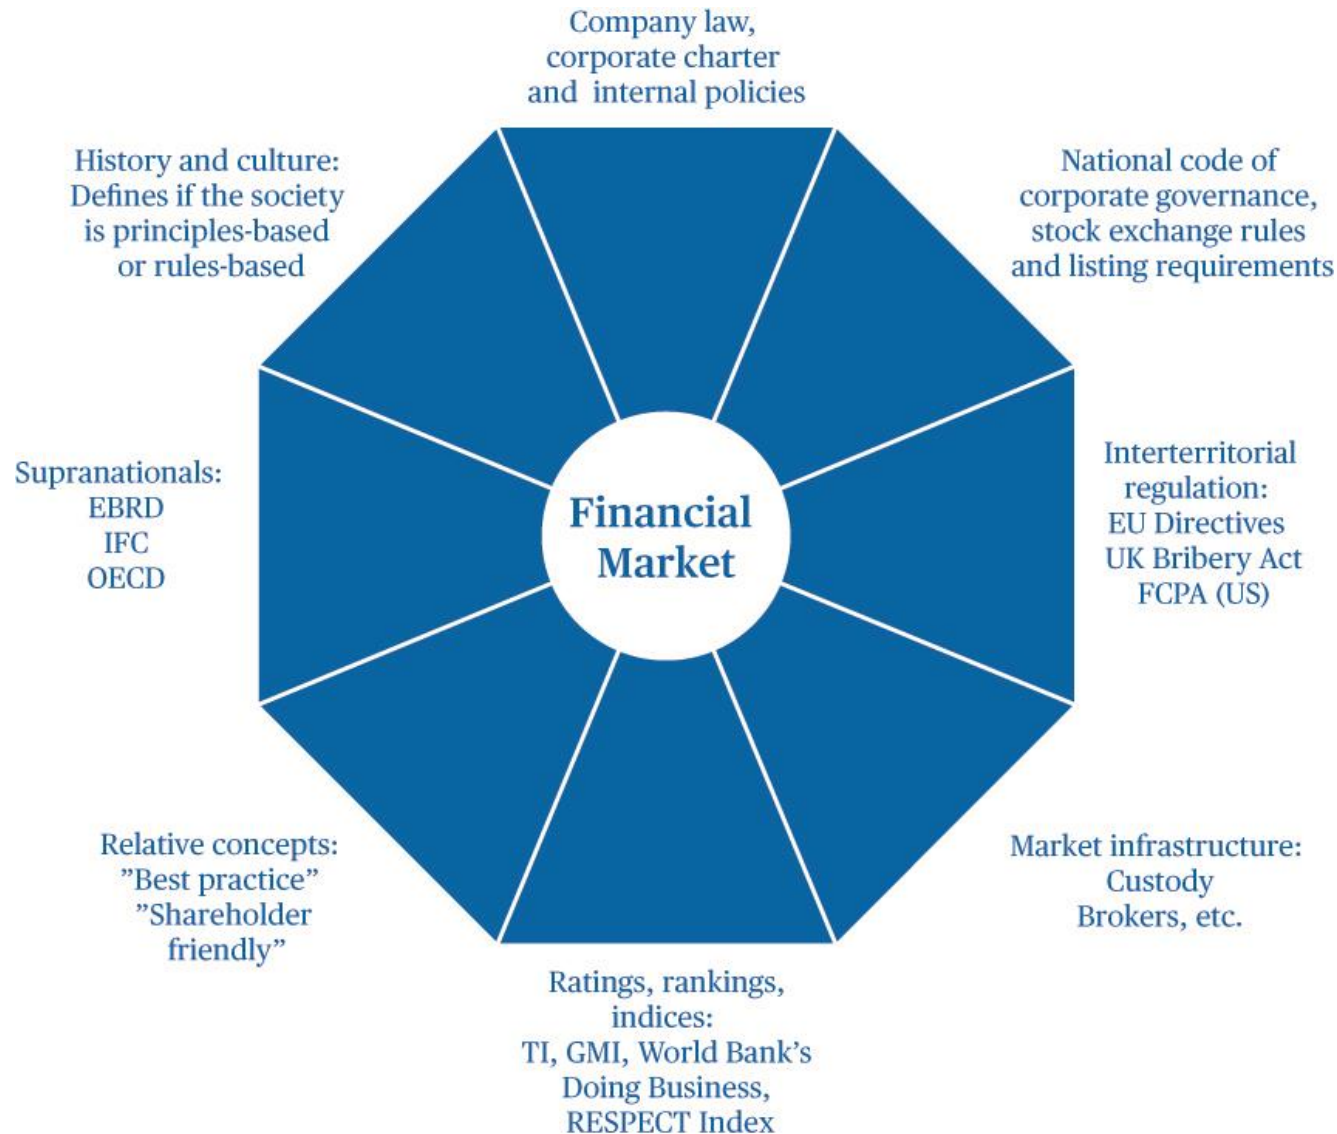 Company law,
corporate charter
and internal policies
History and culture:
Defines if the society
is principles-based
or rules-based
National code of
corporate governance,
stock exchange rules
and listing requirements
Supranationals:
EBRD
IFC
OECD
Financial
Market
Interterritorial
regulation:
EU Directives
UK Bribery Act
FCPA (US)
Relative concepts:
”Best practice”
”Shareholder
friendly”
Market infrastructure:
Custody
Brokers, etc.
Ratings, rankings,
indices:
TI, GMI, World Bank’s
Doing Business,
RESPECT Index